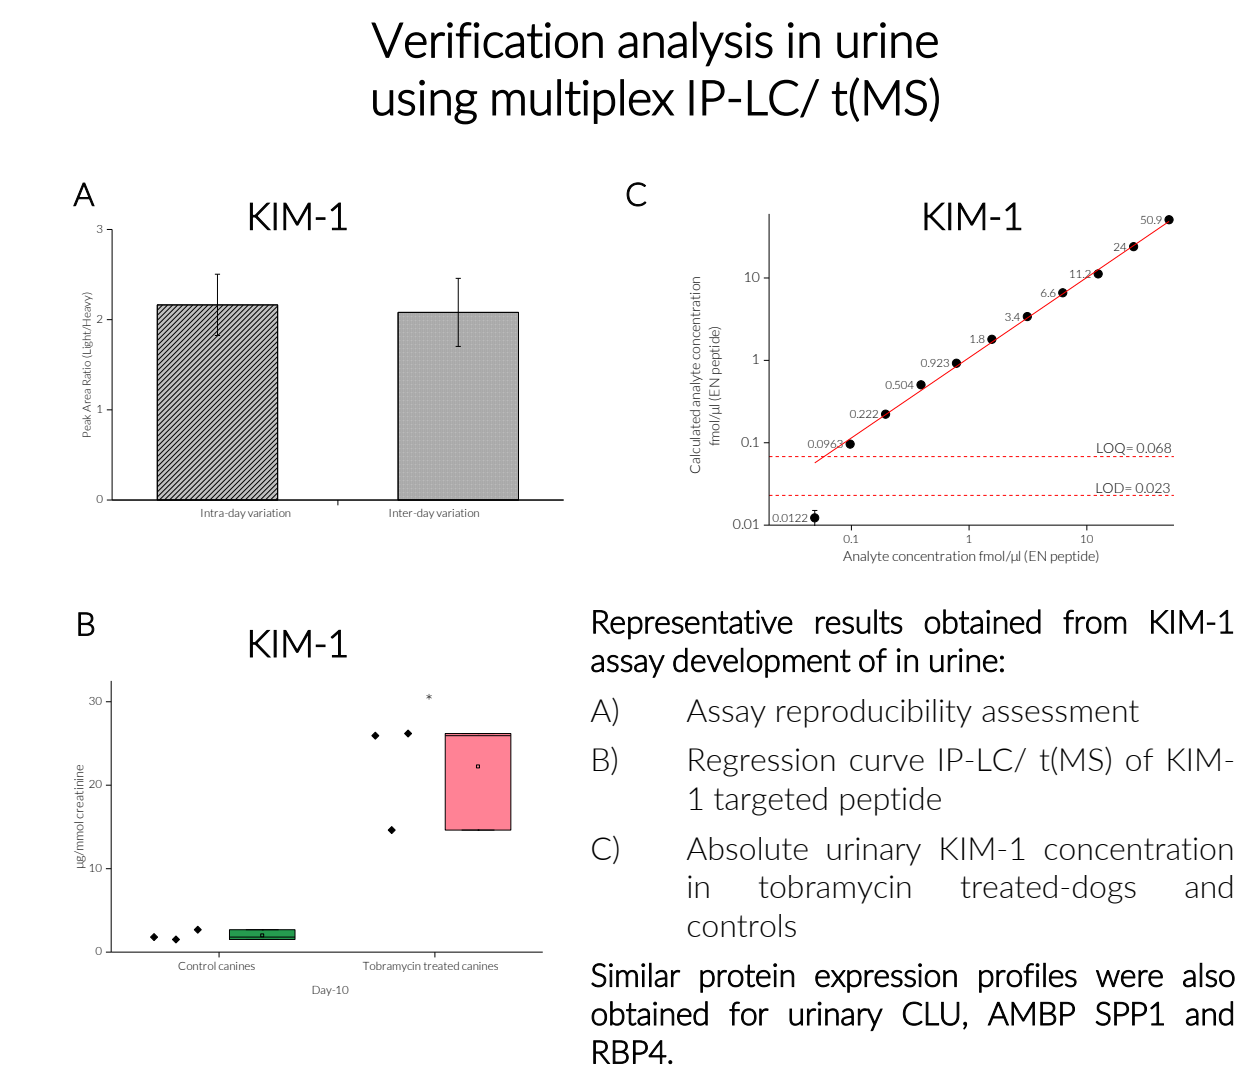 Verification analysis in urine
using multiplex IP-LC/ t(MS)
A
KIM-1
3
2
1
0
Peak Area Ratio (Light/Heavy)
Intra-day variation
Inter-day variation
C
KIM-1
10
1
0.1
0.01
Calculated analyte concentration
fmol/µl (EN peptide)
50.9
24
11.2
6.6
3.4
1.8
0.923
0.504
0.222
0.0963
0.0122
LOQ= 0.068
LOD= 0.023
0.1
1
10
Analyte concentration fmol/µl (EN peptide)
B
KIM-1
30
20
10
0
µg/mmol creatinine
*
Control canines
Tobramycin treated canines
Day-10
Representative results obtained from KIM-1
assay development of in urine:
A) Assay reproducibility assessment
B) Regression curve IP-LC/ t(MS) of KIM-
1 targeted peptide
C) Absolute urinary KIM-1 concentration
in tobramycin treated-dogs and
controls
Similar protein expression profiles were also
obtained for urinary CLU, AMBP SPP1 and
RBP4.